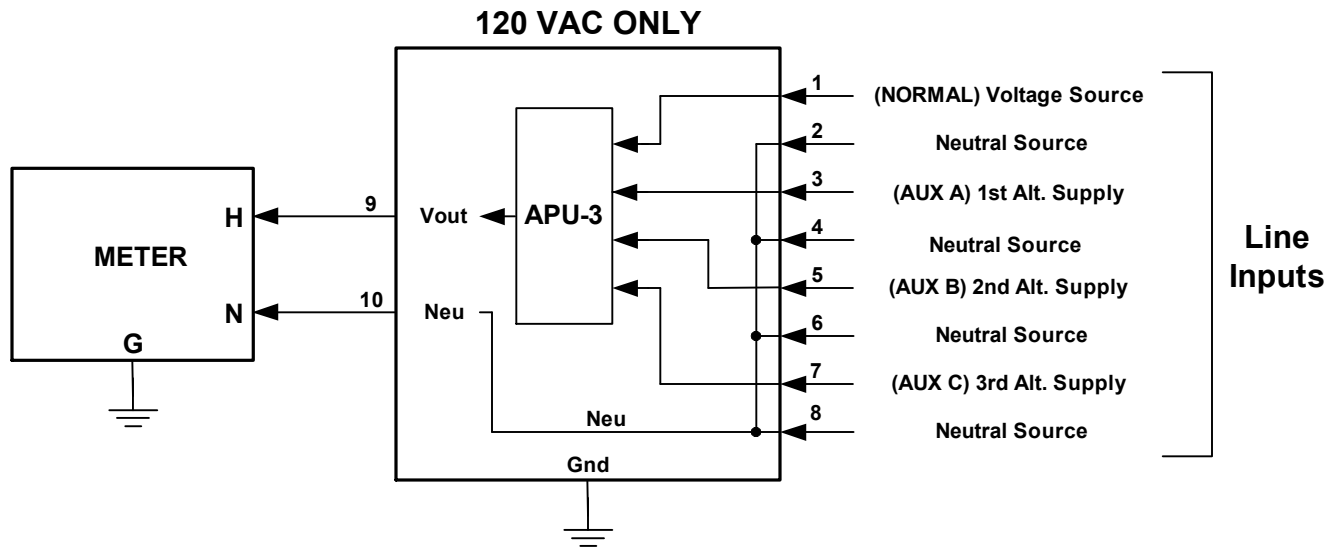 120 VAC ONLY
1
(NORMAL) Voltage Source
2
Neutral Source
3
(AUX A) 1st Alt. Supply
4
Neutral Source
5
(AUX B) 2nd Alt. Supply
6
Neutral Source
7
(AUX C) 3rd Alt. Supply
8
Neutral Source
Line
Inputs
APU-3
Vout
Neu
Neu
Gnd
9
10
METER
H
N
G